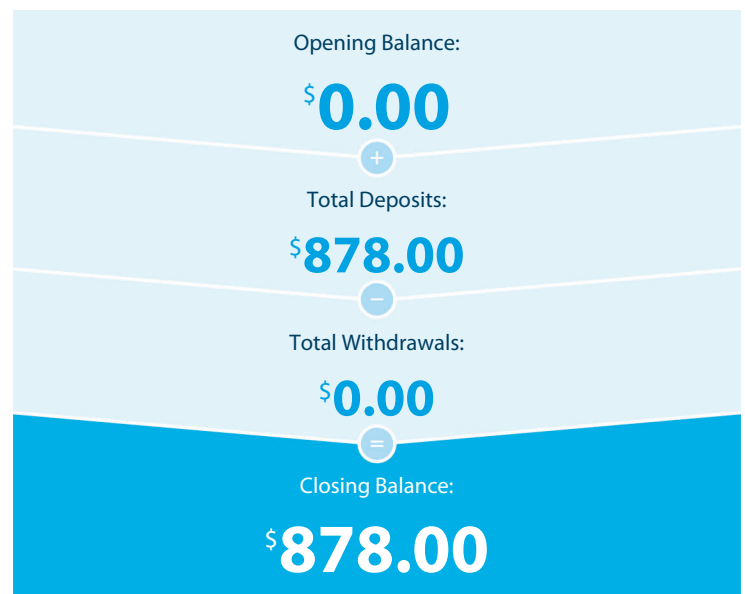 Opening Balance:
$0.00
+
Total Deposits:
$878.00
−
Total Withdrawals:
$0.00
=
Closing Balance:
$878.00